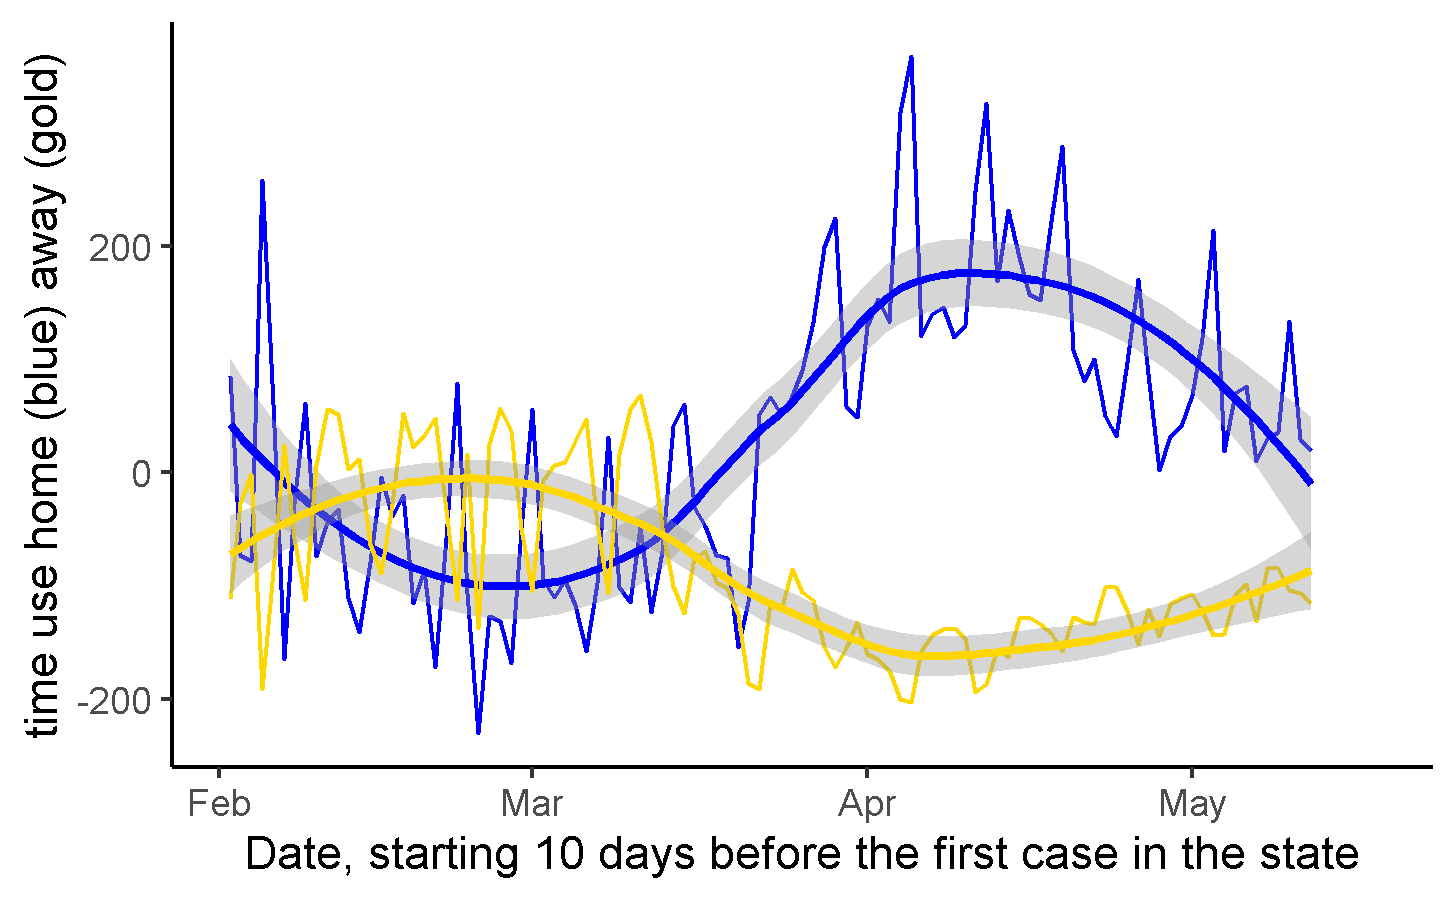 time use home (blue) away (gold)
200
0
-200
Feb
Mar
Apr
May
Date, starting 10 days before the first case in the state